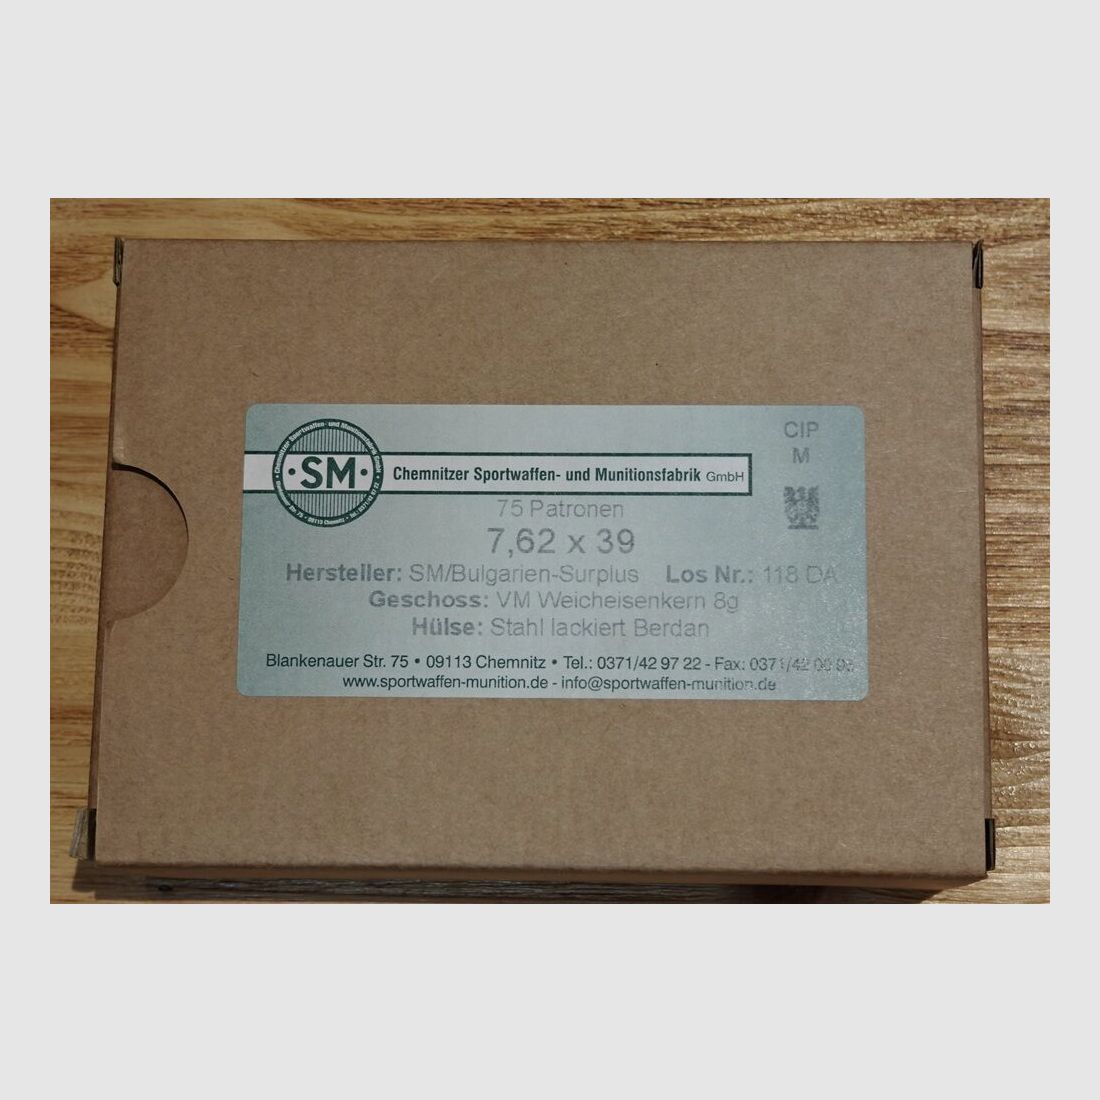 CIP
M
SM
Chemnitzer Sportwaffen- und Munitionsfabrik GmbH
75 Patronen
7,62 x 39
Hersteller: SM/Bulgarien-Surplus Los Nr.: 118 DA
Geschoss: VM Weicheisenkern 8g
Hülse: Stahl lackiert Berdan
Blankenauer Str. 75 • 09113 Chemnitz • Tel.: 0371/42 97 22 - Fax:
www.sportwaffen-munition.de - info@sportwaffen-munition.de